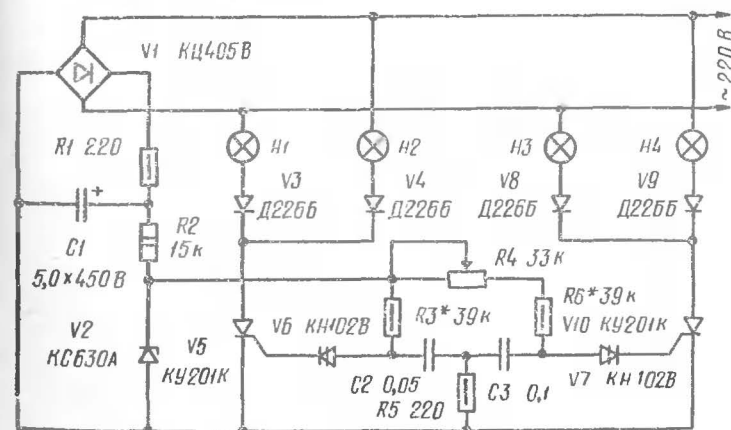 V1 КЦ405В
~220 В
R1 220
H1
H2
H3
H4
V3
Д226Б
V4
Д226Б
V8
Д226Б
V9
Д226Б
+
C1
5,0×450 В
R2
15к
R4 33к
V2
КС630А
V5
КУ201К
V6 КН102В
R3* 39к
R6* 39к
V10 КУ201К
C2 0,05
R5 220
C3 0,1
V7 КН102В